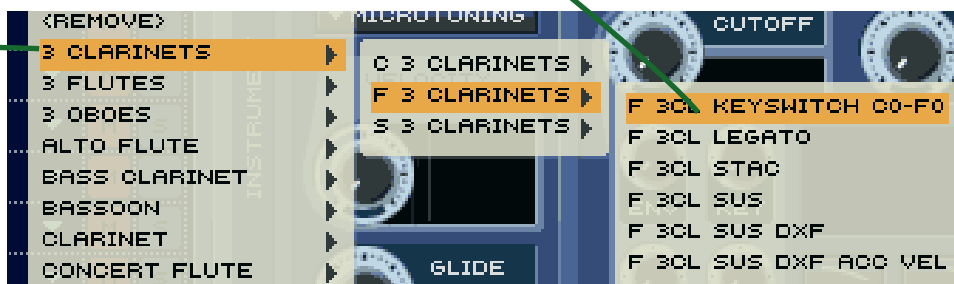 <REMOVE>
3 CLARINETS
3 FLUTES
3 OBOES
ALTO FLUTE
BASS CLARINET
BASSOON
CLARINET
CONCERT FLUTE
MICROTUNING
C 3 CLARINETS
F 3 CLARINETS
S 3 CLARINETS
VELOCITY
GLIDE
CUTOFF
F 3CL KEYSWITCH C0-F0
F 3CL LEGATO
F 3CL STAC
F 3CL SUS
F 3CL SUS DXF
F 3CL SUS DXF ACC VEL